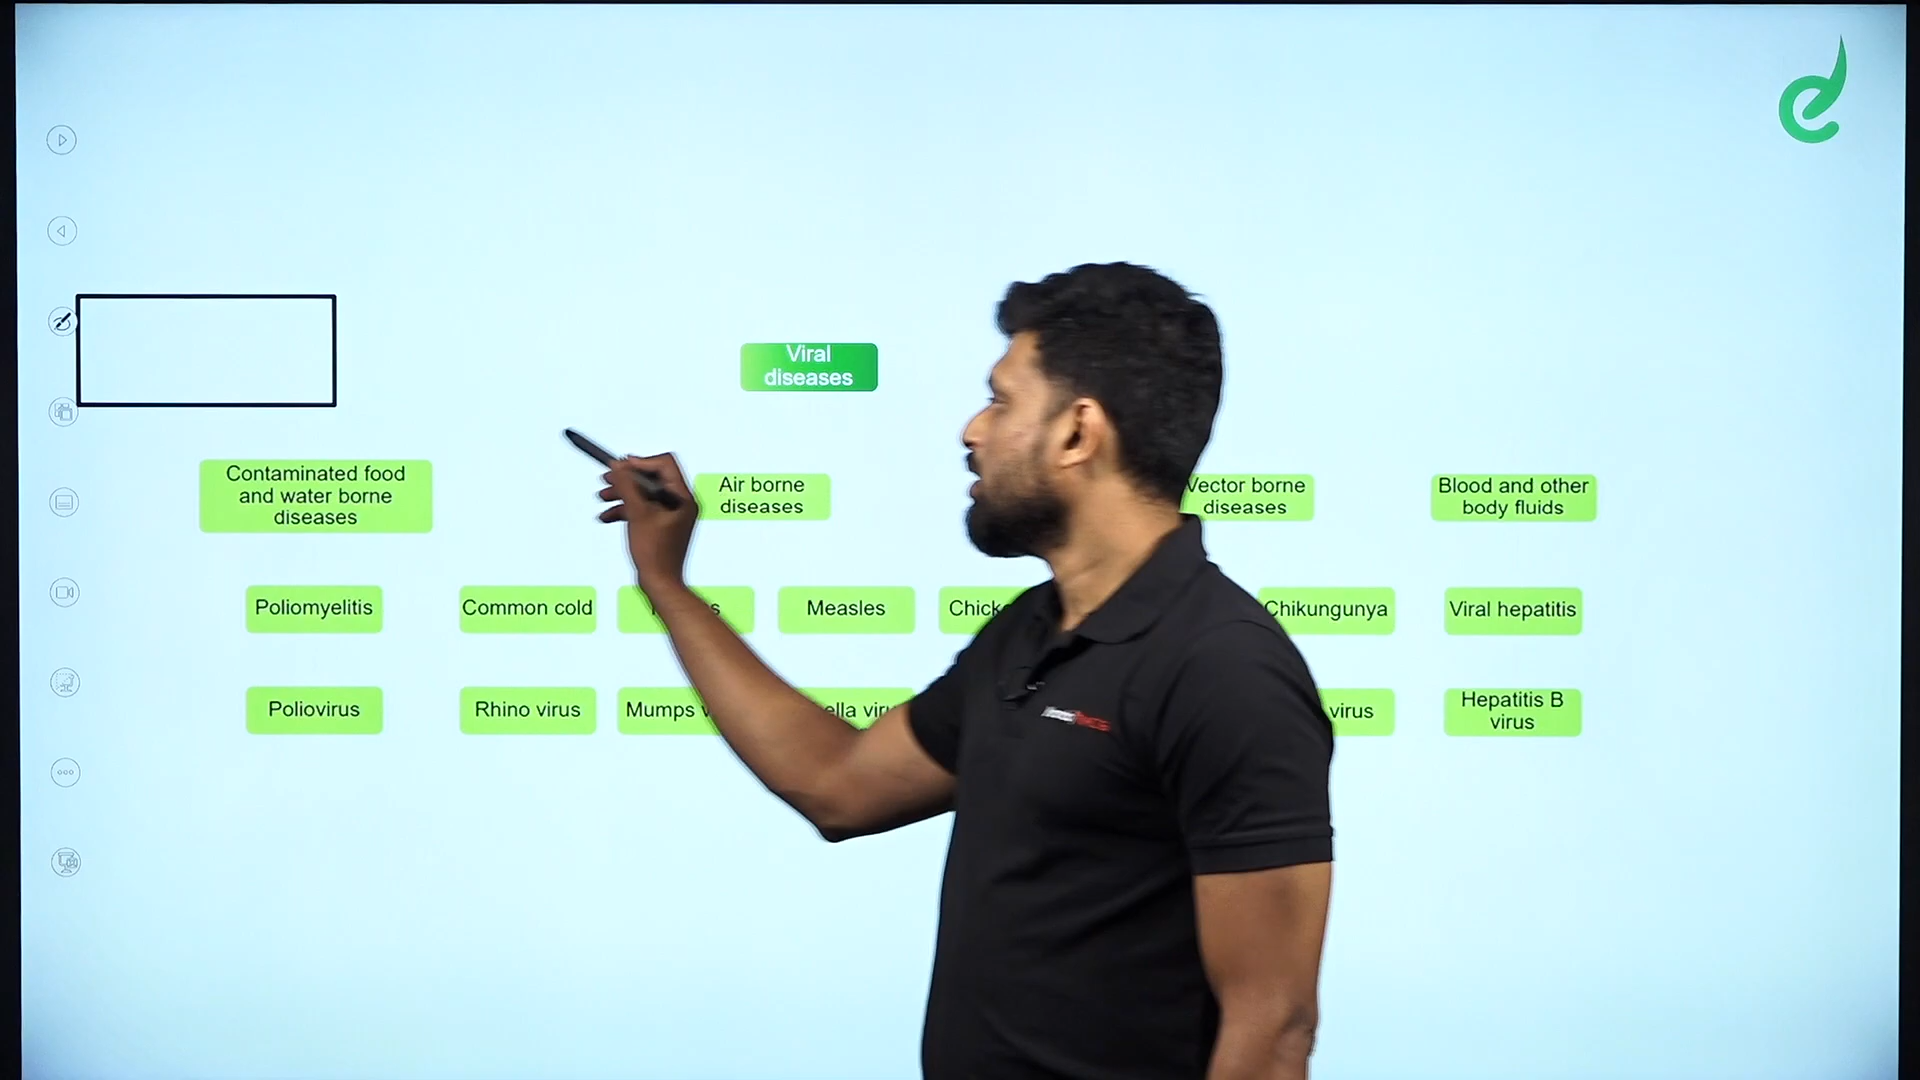 Viral
diseases
Contaminated food
and water borne
diseases
Air borne
diseases
Vector borne
diseases
Blood and other
body fluids
Poliomyelitis
Common cold
Measles
Chikungunya
Viral hepatitis
Poliovirus
Rhino virus
Mumps
virus
Hepatitis B
virus